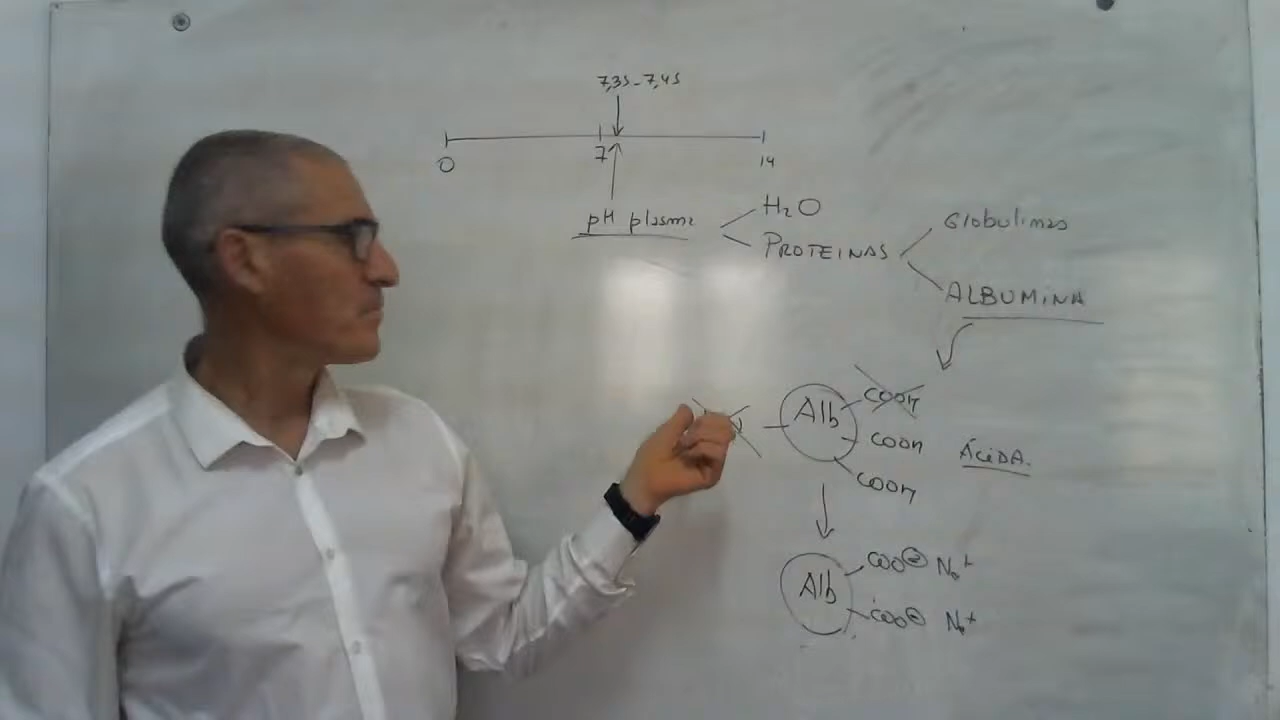 7,35-7,45
0
7
14
pH plasma
H₂O
PROTEINAS
Globulinas
ALBUMINA
Alb
COOH
COOH
COOH
ÁCIDA.
Alb
COO⊖ Na+
COO⊖ Na+